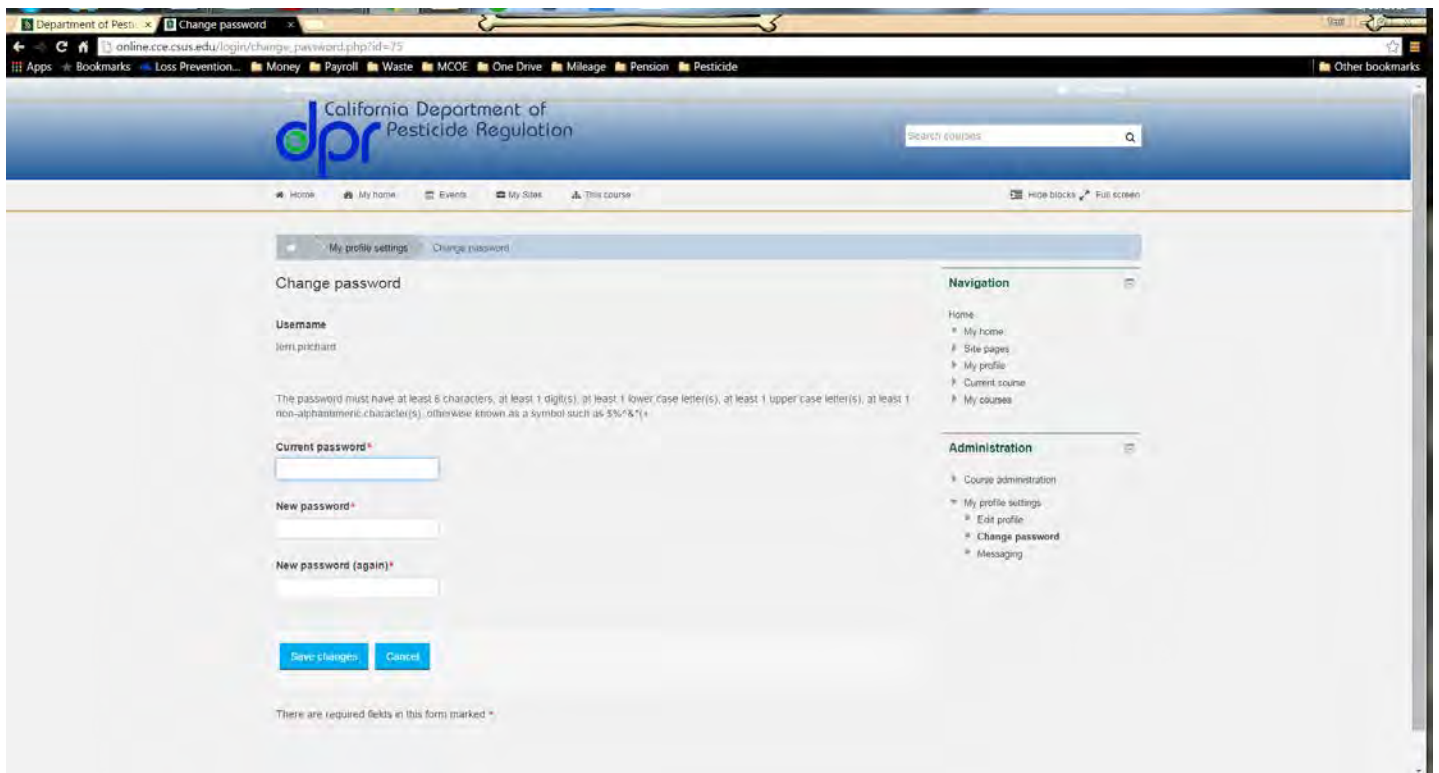 Department of Pesti
Change password
online.cce.csus.edu/login/change_password.php?id=75
Apps Bookmarks Loss Prevention... Money Payroll Waste MCOE One Drive Mileage Pension Pesticide Other bookmarks
California Department of
dpr Pesticide Regulation
Search courses
Home My home Events My Sites This course Hide blocks Full screen
My profile settings Change password
Change password
Username
The password must have at least 6 characters, at least 1 digit(s), at least 1 lower case letter(s), at least 1 upper case letter(s), at least 1
non-alphanumeric character(s), otherwise known as a symbol such as
Current password*
New password*
New password (again)*
Save changes Cancel
There are required fields in this form marked *
Navigation
Home
My home
Site pages
My profile
Current course
My courses
Administration
Course administration
My profile settings
Edit profile
Change password
Messaging